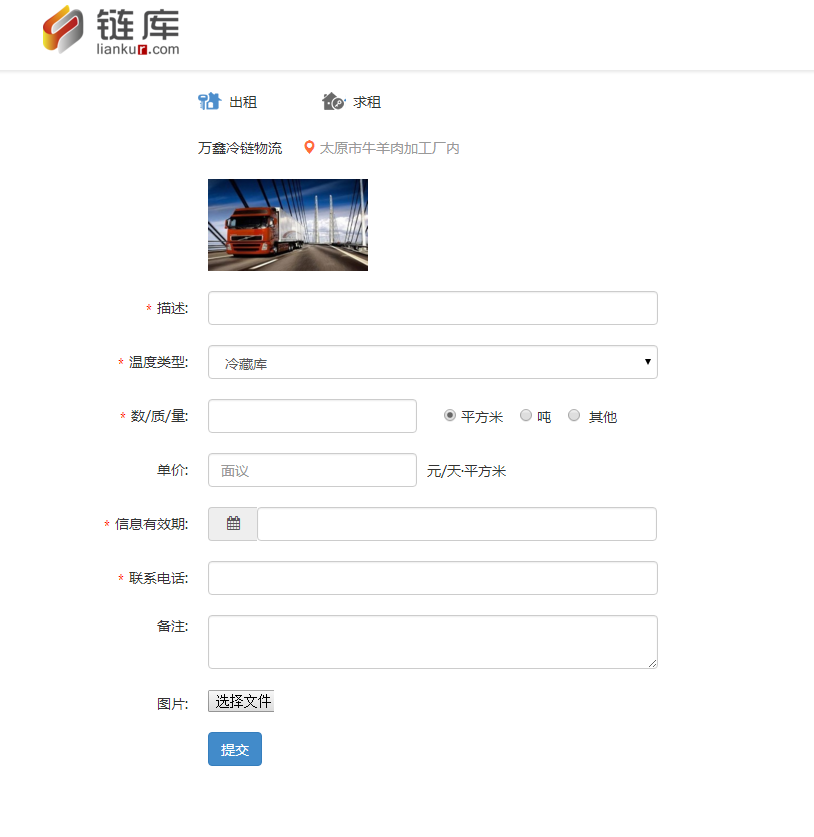 链库
liankur.com
出租 求租
万鑫冷链物流 太原市牛羊肉加工厂内
* 描述:
* 温度类型: 冷藏库
* 数/质/量: 平方米 吨 其他
单价: 面议 元/天·平方米
* 信息有效期:
* 联系电话:
备注:
图片: 选择文件
提交